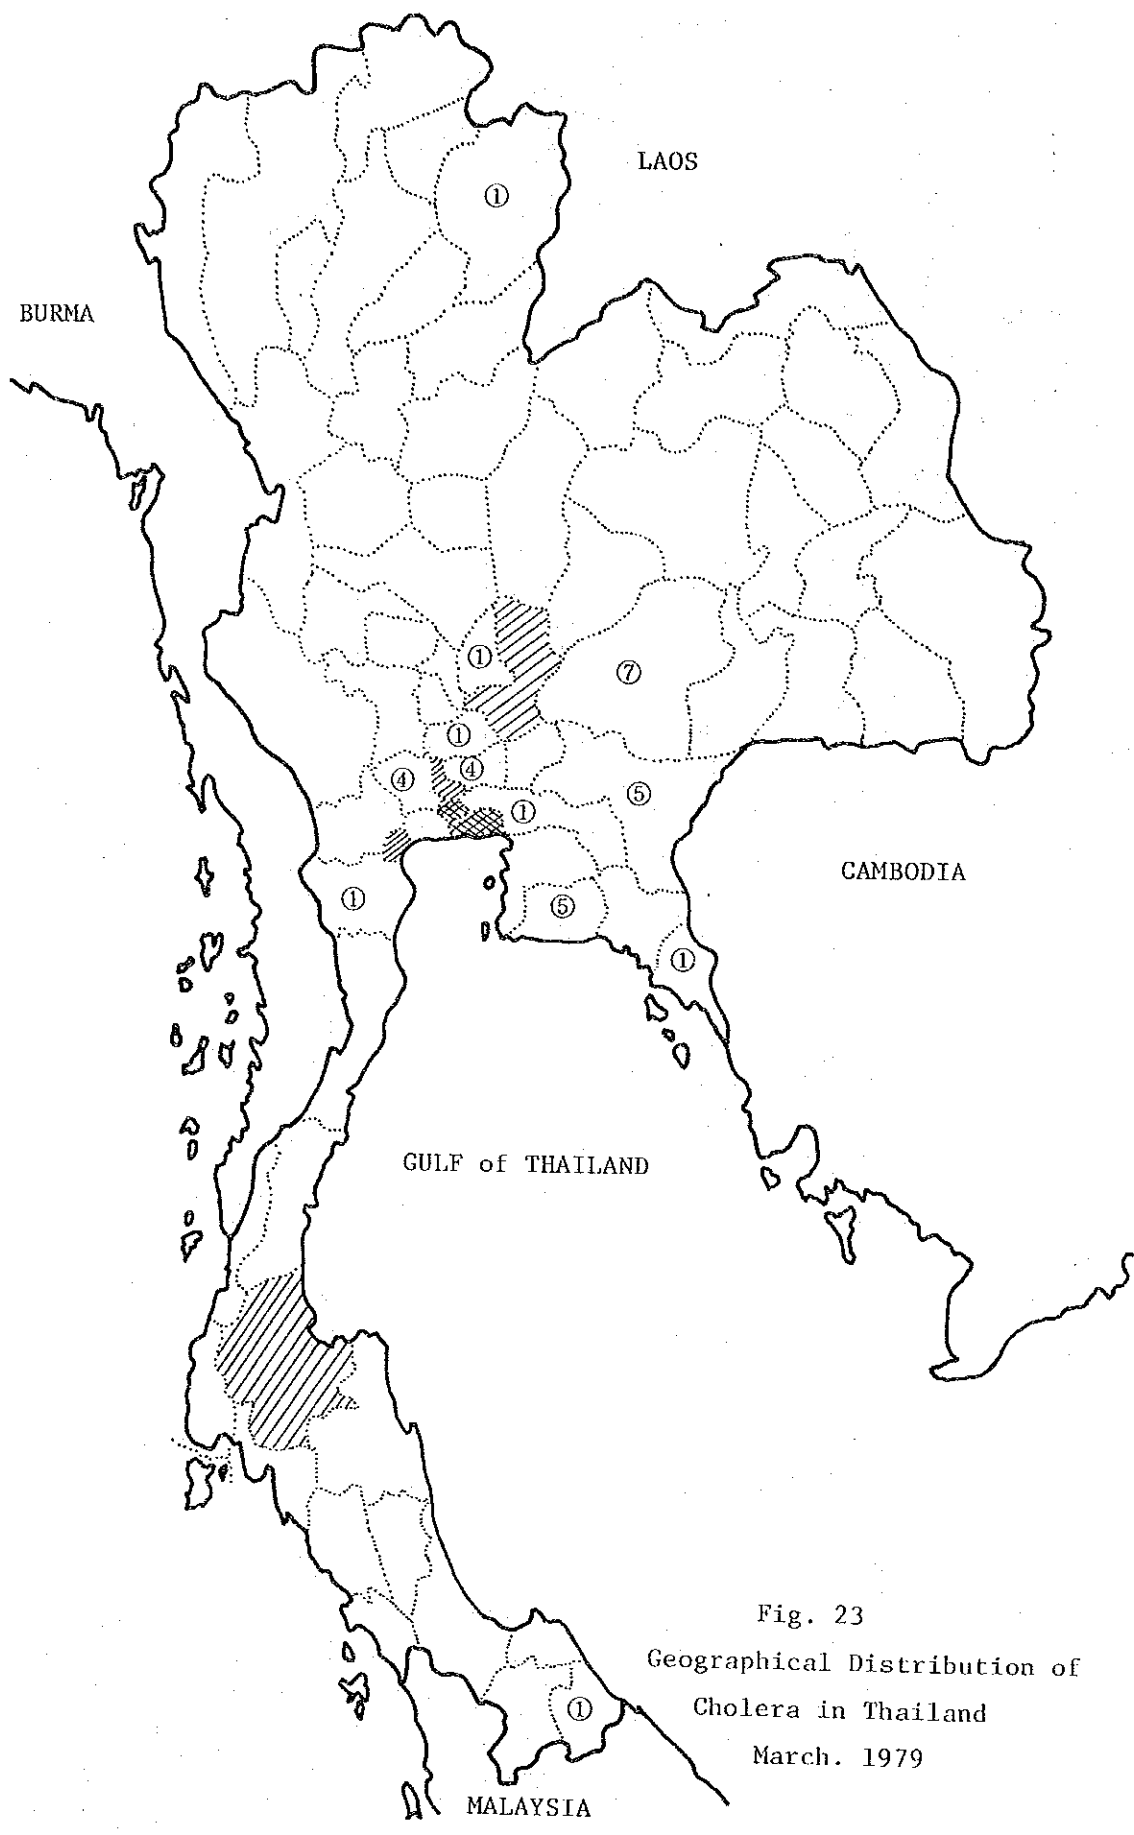 LAOS
①
BURMA
①
⑦
①
④
④
⑤
①
CAMBODIA
①
⑤
①
GULF of THAILAND
Fig. 23
Geographical Distribution of
Cholera in Thailand
March. 1979
①
MALAYSIA